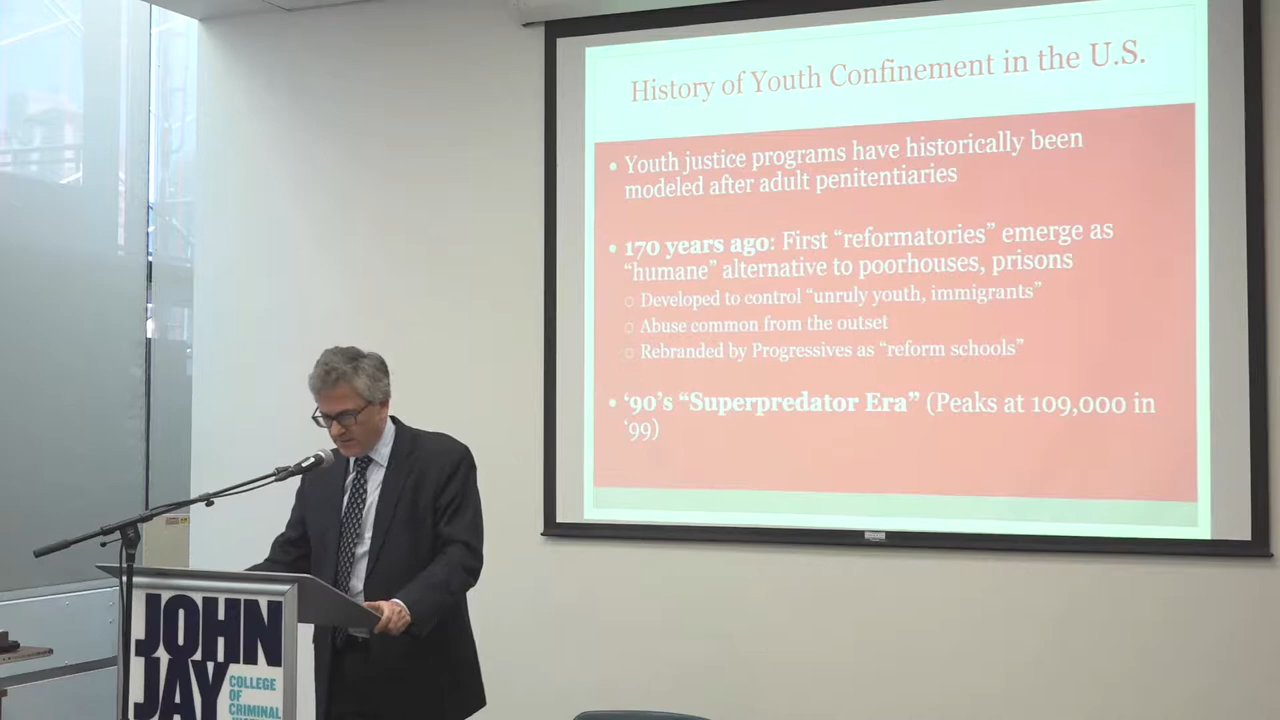 History of Youth Confinement in the U.S.
• Youth justice programs have historically been
modeled after adult penitentiaries
• 170 years ago: First “reformatories” emerge as
“humane” alternative to poorhouses, prisons
○ Developed to control “unruly youth, immigrants”
○ Abuse common from the outset
○ Rebranded by Progressives as “reform schools”
• ‘90’s “Superpredator Era” (Peaks at 109,000 in
‘99)
JOHN
JAY
COLLEGE
OF
CRIMINAL